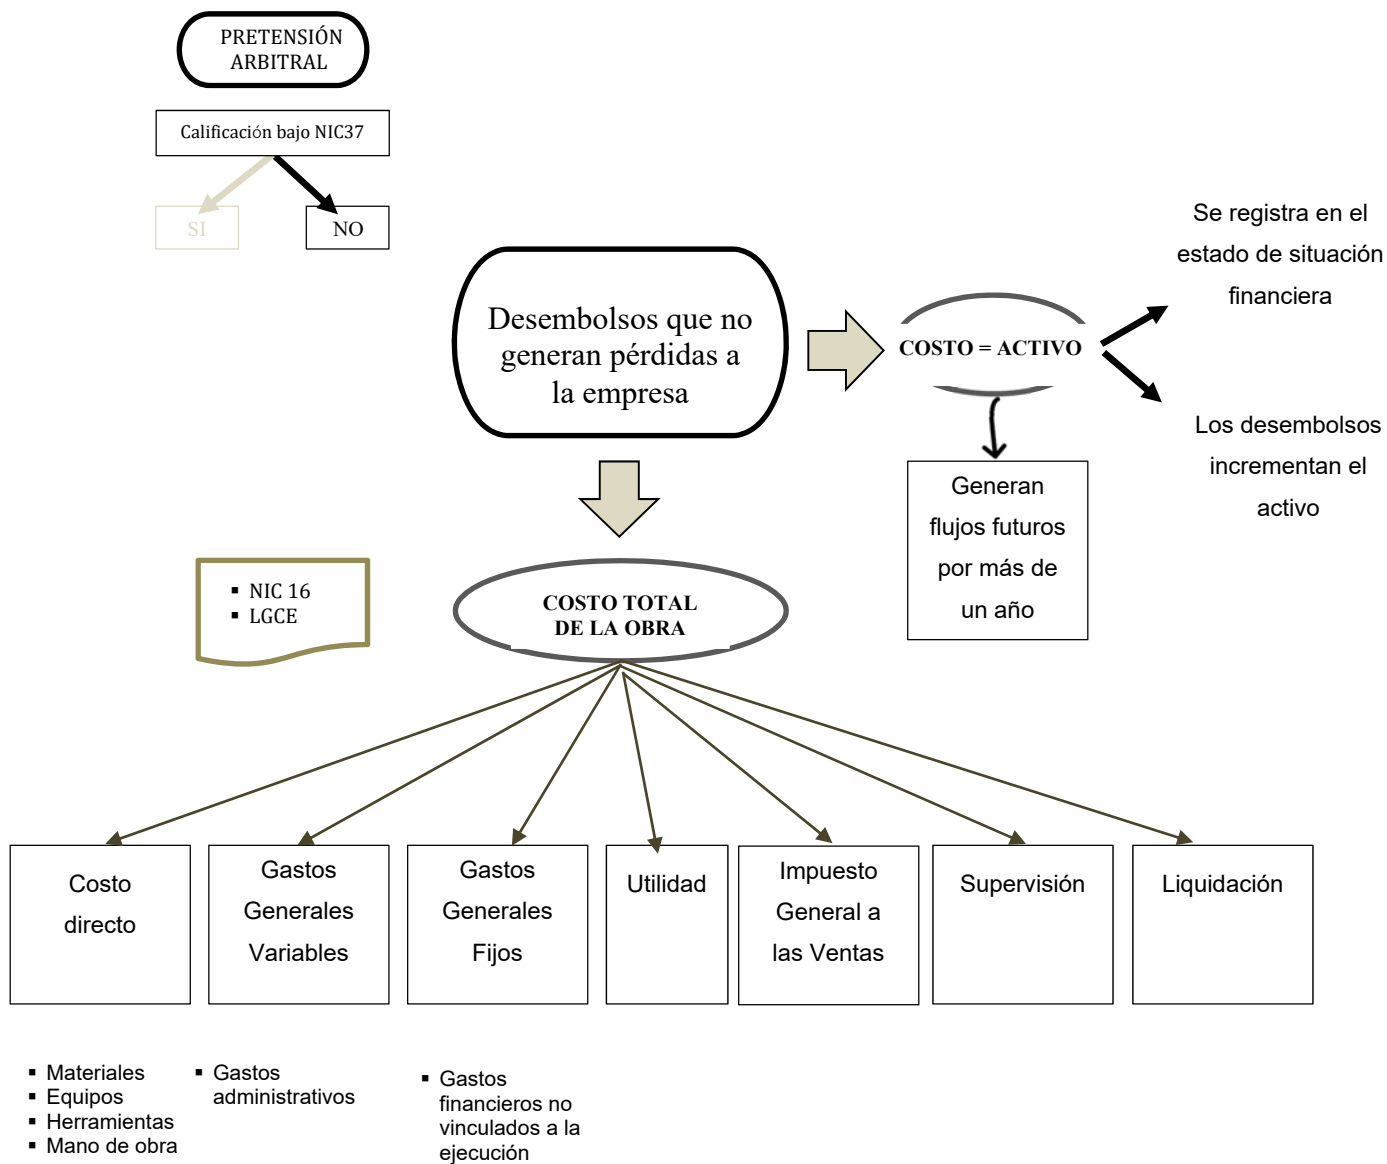 PRETENSIÓN
ARBITRAL
Calificación bajo NIC37
SI
NO
Desembolsos que no
generan pérdidas a
la empresa
COSTO = ACTIVO
Se registra en el
estado de situación
financiera
Los desembolsos
incrementan el
activo
Generan
flujos futuros
por más de
un año
▪ NIC 16
▪ LGCE
COSTO TOTAL
DE LA OBRA
Costo
directo
Gastos
Generales
Variables
Gastos
Generales
Fijos
Utilidad
Impuesto
General a
las Ventas
Supervisión
Liquidación
▪ Materiales
▪ Equipos
▪ Herramientas
▪ Mano de obra
▪ Gastos
administrativos
▪ Gastos
financieros no
vinculados a la
ejecución